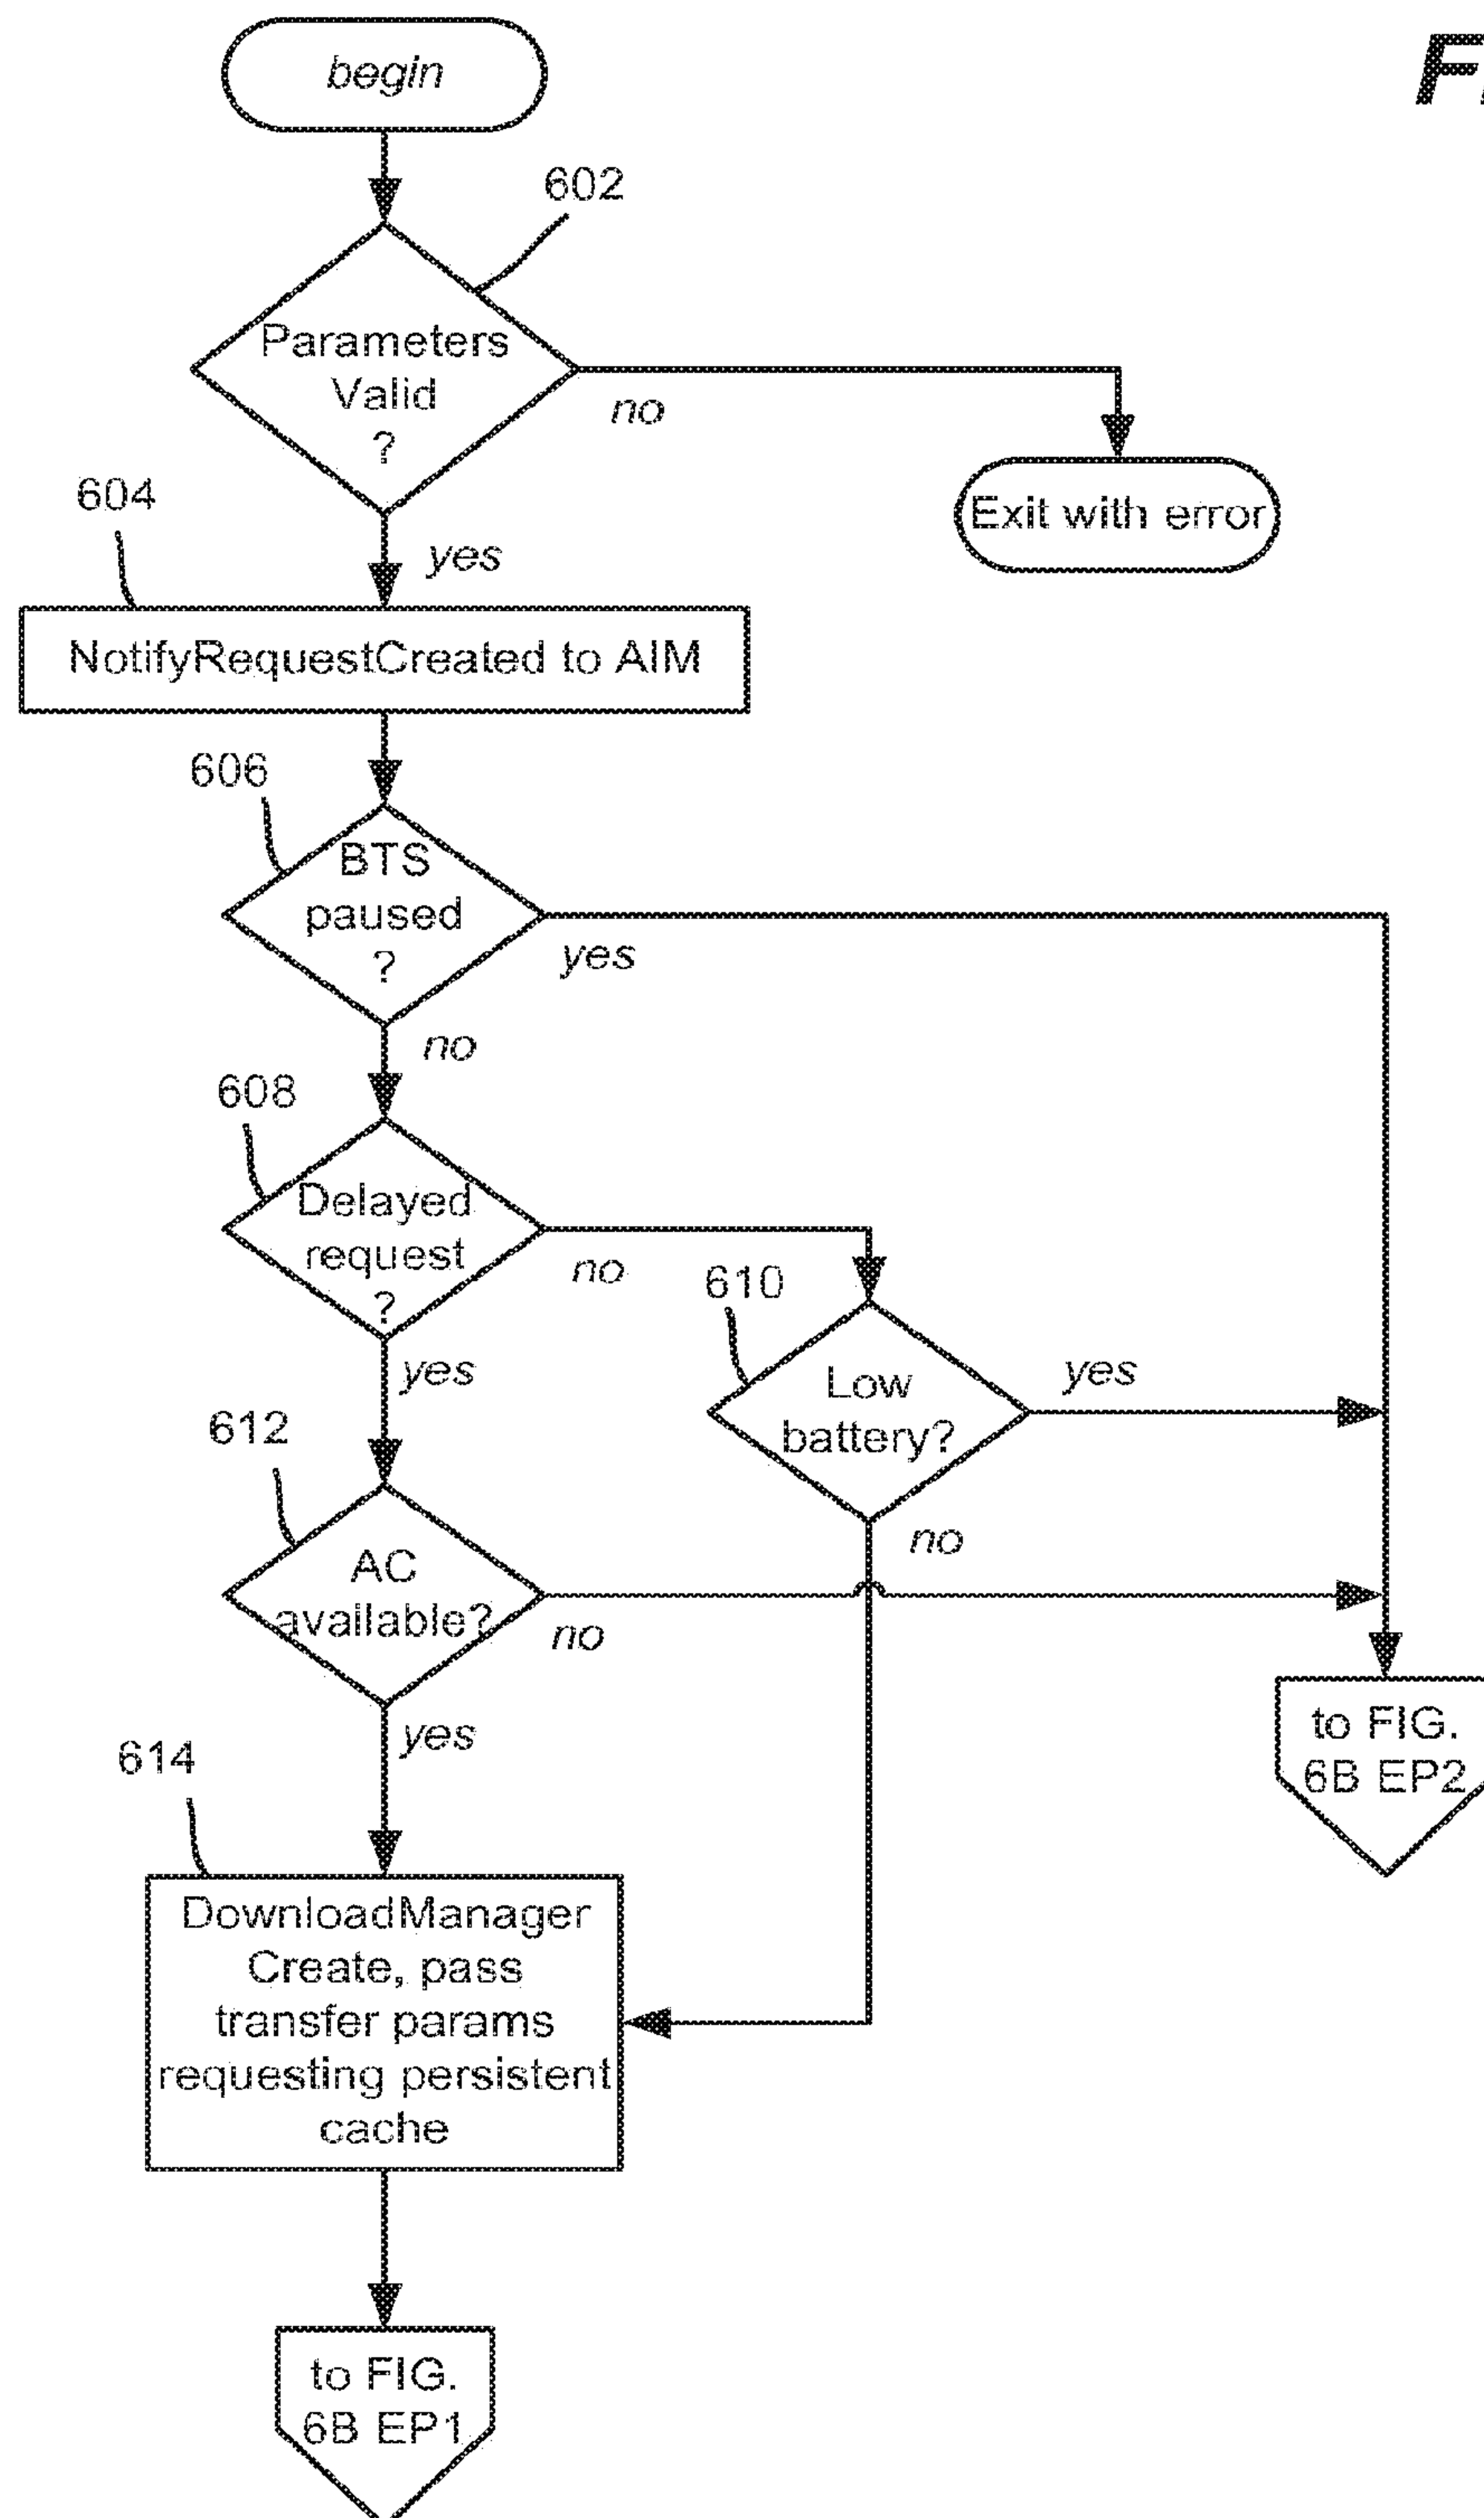 begin
602
Parameters
Valid
?
no
Exit with error
604
yes
NotifyRequestCreated to AIM
606
BTS
paused
?
yes
no
608
Delayed
request
?
no
610
yes
Low
battery?
yes
612
no
AC
available?
no
yes
to FIG.
6B EP2
614
DownloadManager
Create, pass
transfer params
requesting persistent
cache
to FIG.
6B EP1